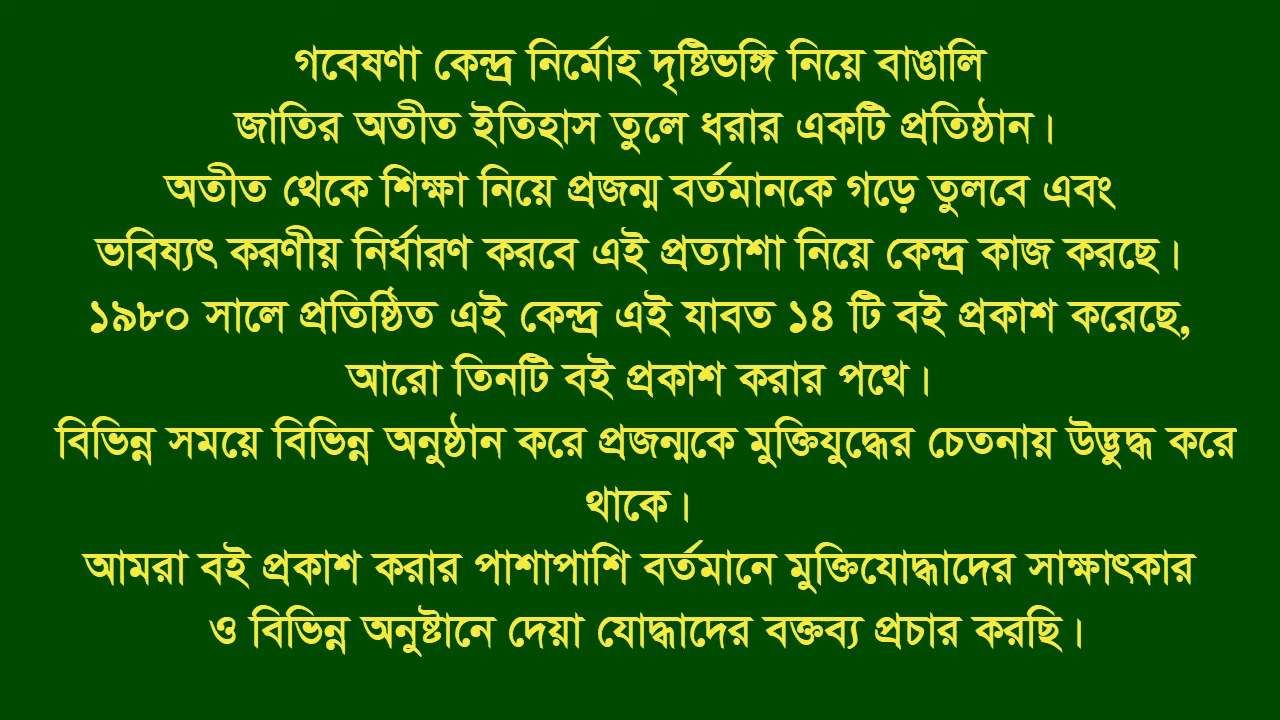 গবেষণা কেন্দ্র নির্মোহ দৃষ্টিভঙ্গি নিয়ে বাঙালি
জাতির অতীত ইতিহাস তুলে ধরার একটি প্রতিষ্ঠান।
অতীত থেকে শিক্ষা নিয়ে প্রজন্ম বর্তমানকে গড়ে তুলবে এবং
ভবিষ্যৎ করণীয় নির্ধারণ করবে এই প্রত্যাশা নিয়ে কেন্দ্র কাজ করছে।
১৯৮০ সালে প্রতিষ্ঠিত এই কেন্দ্র এই যাবত ১৪ টি বই প্রকাশ করেছে,
আরো তিনটি বই প্রকাশ করার পথে।
বিভিন্ন সময়ে বিভিন্ন অনুষ্ঠান করে প্রজন্মকে মুক্তিযুদ্ধের চেতনায় উদ্ভুদ্ধ করে
থাকে।
আমরা বই প্রকাশ করার পাশাপাশি বর্তমানে মুক্তিযোদ্ধাদের সাক্ষাৎকার
ও বিভিন্ন অনুষ্টানে দেয়া যোদ্ধাদের বক্তব্য প্রচার করছি।